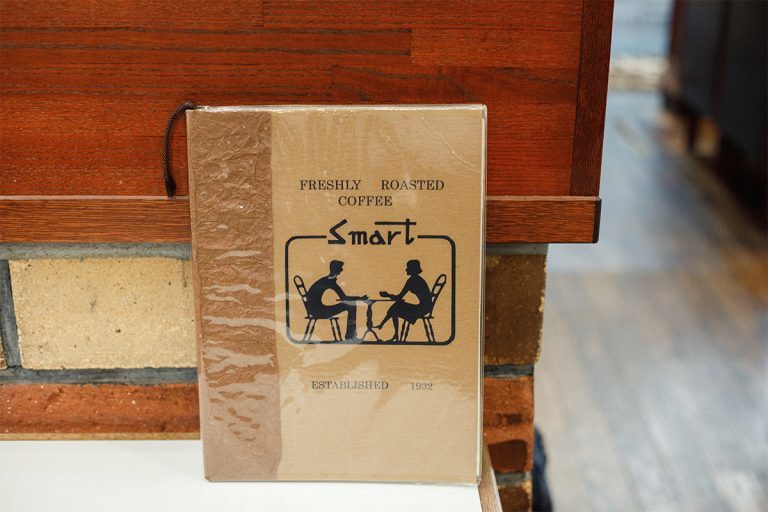 FRESHLY ROASTED
COFFEE
Smart
ESTABLISHED 1932